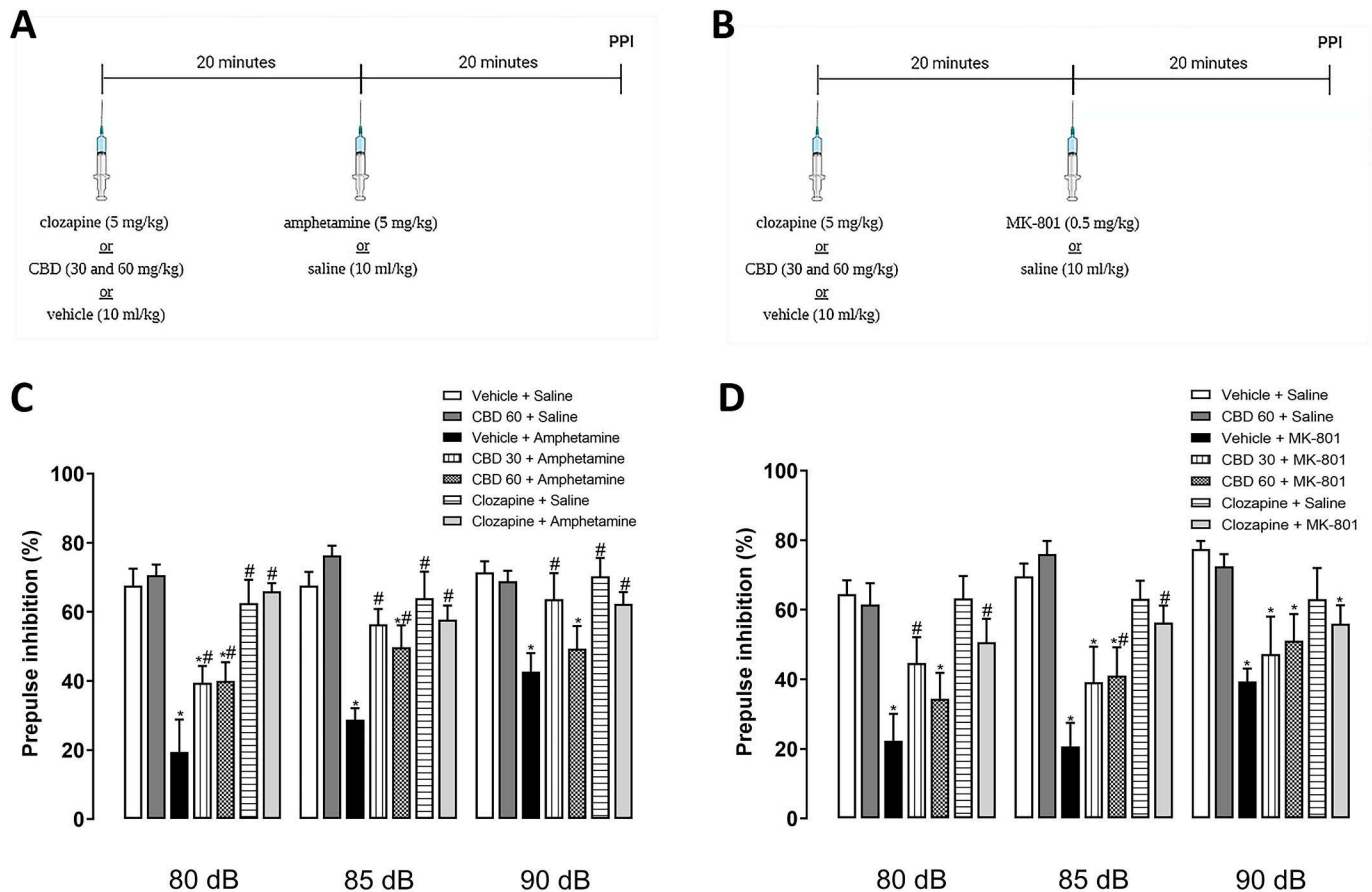 A
PPI
20 minutes
20 minutes
clozapine (5 mg/kg)
or
CBD (30 and 60 mg/kg)
or
vehicle (10 ml/kg)
amphetamine (5 mg/kg)
or
saline (10 ml/kg)
B
PPI
20 minutes
20 minutes
clozapine (5 mg/kg)
or
CBD (30 and 60 mg/kg)
or
vehicle (10 ml/kg)
MK-801 (0.5 mg/kg)
or
saline (10 ml/kg)
C
Vehicle + Saline
CBD 60 + Saline
Vehicle + Amphetamine
CBD 30 + Amphetamine
CBD 60 + Amphetamine
Clozapine + Saline
Clozapine + Amphetamine
Prepulse inhibition (%)
100
80
60
40
20
0
* *# *# # #
* # *# # #
* # * # #
80 dB
85 dB
90 dB
D
Vehicle + Saline
CBD 60 + Saline
Vehicle + MK-801
CBD 30 + MK-801
CBD 60 + MK-801
Clozapine + Saline
Clozapine + MK-801
Prepulse inhibition (%)
100
80
60
40
20
0
* # * #
* * *# #
* * * *
80 dB
85 dB
90 dB